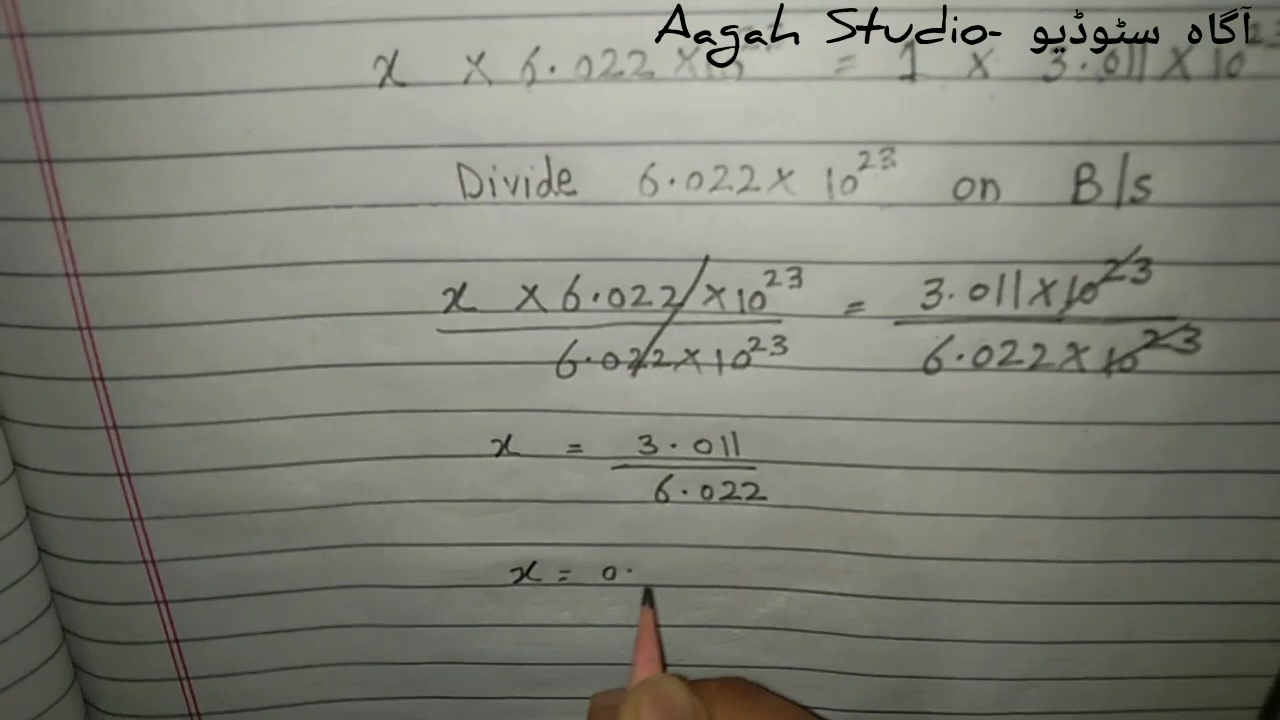 Aagah Studio- آگاہ سٹوڈیو
x × 6.022 × 10 = 1 × 3.011 × 10²³
Divide 6.022 × 10²³ on B/s
x × 6.022 × 10²³ = 3.011 × 10²³
6.022 × 10²³ 6.022 × 10²³
x = 3.011
6.022
x = 0.